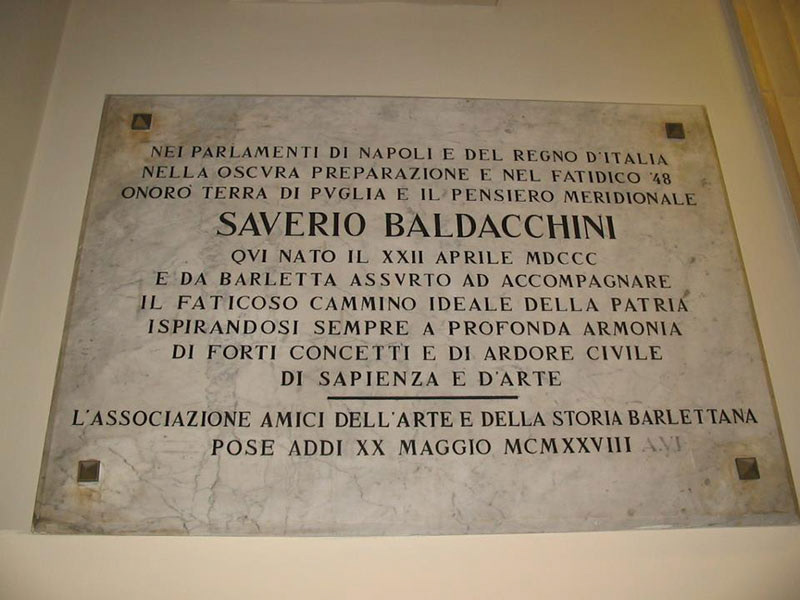 NEI PARLAMENTI DI NAPOLI E DEL REGNO D'ITALIA
NELLA OSCVRA PREPARAZIONE E NEL FATIDICO '48
ONORO TERRA DI PVGLIA E IL PENSIERO MERIDIONALE
SAVERIO BALDACCHINI
QVI NATO IL XXII APRILE MDCCC
E DA BARLETTA ASSVRTO AD ACCOMPAGNARE
IL FATICOSO CAMMINO IDEALE DELLA PATRIA
ISPIRANDOSI SEMPRE A PROFONDA ARMONIA
DI FORTI CONCETTI E DI ARDORE CIVILE
DI SAPIENZA E D'ARTE
L'ASSOCIAZIONE AMICI DELL'ARTE E DELLA STORIA BARLETTANA
POSE ADDI XX MAGGIO MCMXXVIII A.VI